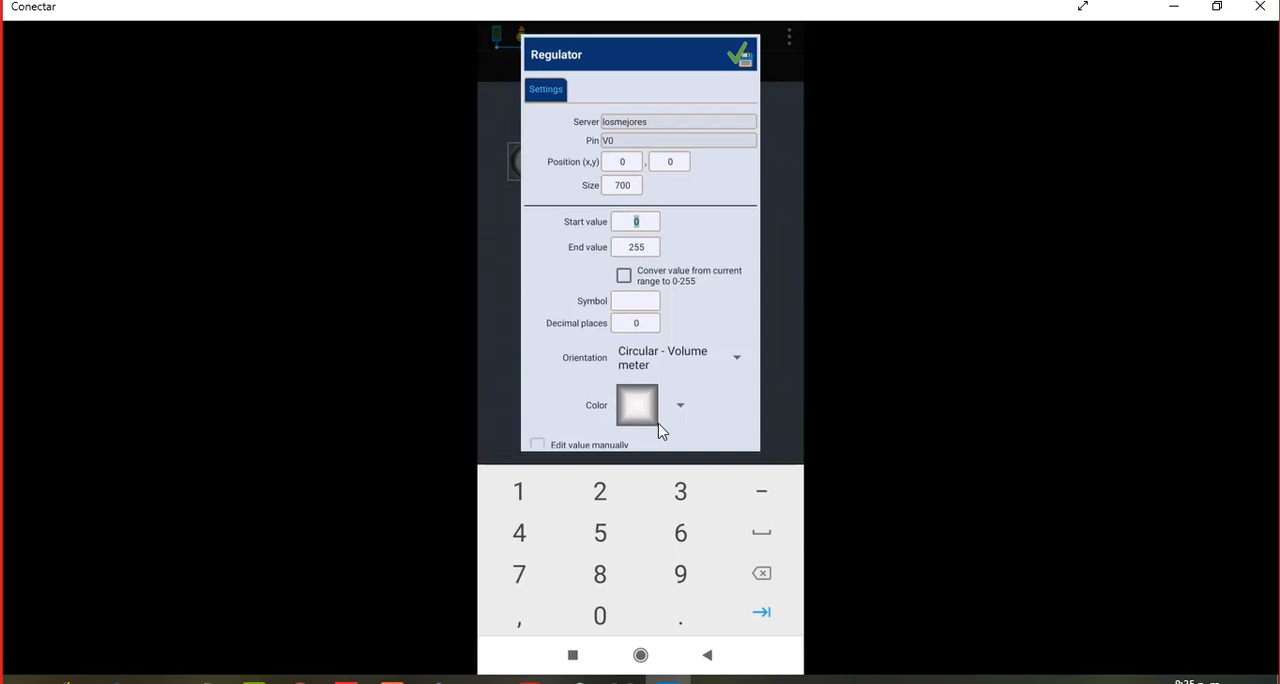 Conectar
Regulator
Settings
Server losmejores
Pin V0
Position (x,y) 0 , 0
Size 700
Start value 0
End value 255
Conver value from current
range to 0-255
Symbol
Decimal places 0
Orientation Circular - Volume
meter
Color
Edit value manually
1 2 3 -
4 5 6
7 8 9
, 0 .